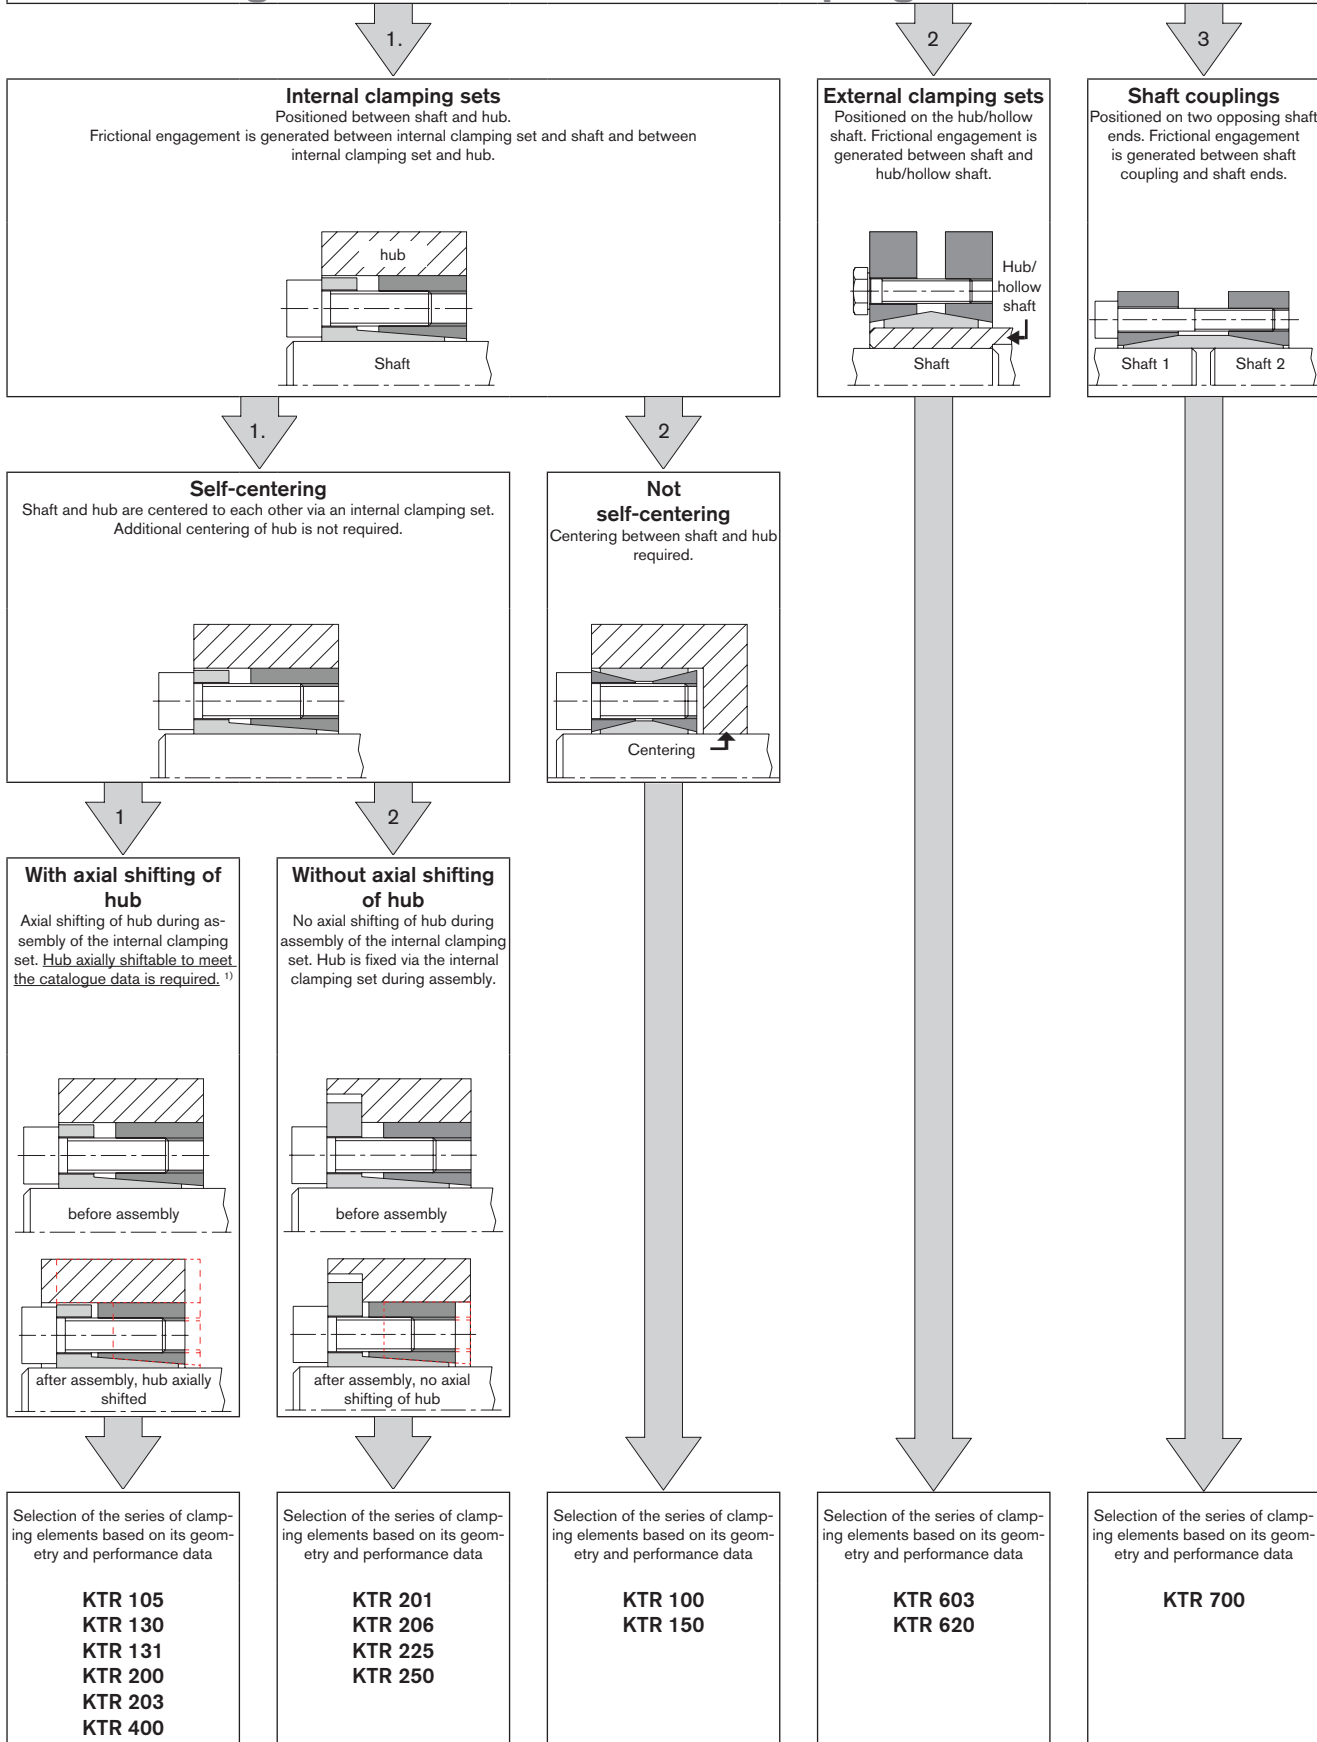 1.
2
3
Internal clamping sets
Positioned between shaft and hub.
Frictional engagement is generated between internal clamping set and shaft and between
internal clamping set and hub.
hub
Shaft
External clamping sets
Positioned on the hub/hollow
shaft. Frictional engagement is
generated between shaft and
hub/hollow shaft.
Hub/
hollow
shaft
Shaft
Shaft couplings
Positioned on two opposing shaft
ends. Frictional engagement
is generated between shaft
coupling and shaft ends.
Shaft 1
Shaft 2
1.
2
Self-centering
Shaft and hub are centered to each other via an internal clamping set.
Additional centering of hub is not required.
Not
self-centering
Centering between shaft and hub
required.
Centering
1
2
With axial shifting of
hub
Axial shifting of hub during as-
sembly of the internal clamping
set. Hub axially shiftable to meet
the catalogue data is required. 1)
before assembly
after assembly, hub axially
shifted
Without axial shifting
of hub
No axial shifting of hub during
assembly of the internal clamping
set. Hub is fixed via the internal
clamping set during assembly.
before assembly
after assembly, no axial
shifting of hub
Selection of the series of clamp-
ing elements based on its geom-
etry and performance data
KTR 105
KTR 130
KTR 131
KTR 200
KTR 203
KTR 400
Selection of the series of clamp-
ing elements based on its geom-
etry and performance data
KTR 201
KTR 206
KTR 225
KTR 250
Selection of the series of clamp-
ing elements based on its geom-
etry and performance data
KTR 100
KTR 150
Selection of the series of clamp-
ing elements based on its geom-
etry and performance data
KTR 603
KTR 620
Selection of the series of clamp-
ing elements based on its geom-
etry and performance data
KTR 700